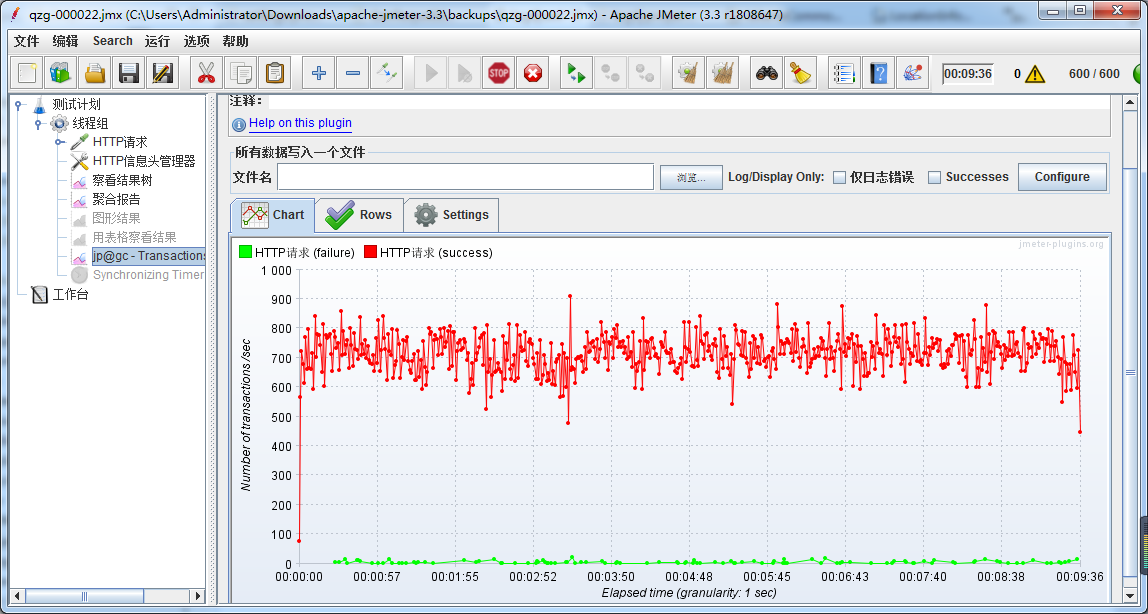 qzg-000022.jmx (C:\Users\Administrator\Downloads\apache-jmeter-3.3\backups\qzg-000022.jmx) - Apache JMeter (3.3 r1808647)
文件 编辑 Search 运行 选项 帮助
STOP 00:09:36 0 600 / 600
测试计划
线程组
HTTP请求
HTTP信息头管理器
察看结果树
聚合报告
图形结果
用表格察看结果
jp@gc - Transactions
Synchronizing Timer
工作台
注释：
Help on this plugin
所有数据写入一个文件
文件名 浏览... Log/Display Only: 仅日志错误 Successes Configure
Chart Rows Settings
jmeter-plugins.org
HTTP请求 (failure) HTTP请求 (success)
1 000
900
800
700
600
500
400
300
200
100
0
Number of transactions /sec
00:00:00 00:00:57 00:01:55 00:02:52 00:03:50 00:04:48 00:05:45 00:06:43 00:07:40 00:08:38 00:09:36
Elapsed time (granularity: 1 sec)